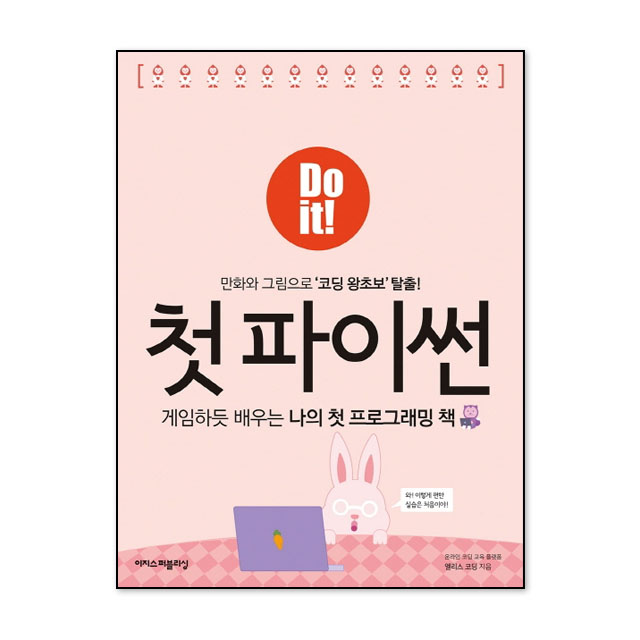 Do
it!
만화와 그림으로 ‘코딩 왕초보’ 탈출!
첫 파이썬
게임하듯 배우는 나의 첫 프로그래밍 책
와! 이렇게 편한
실습은 처음이야!
온라인 코딩 교육 플랫폼
엘리스 코딩 지음
이지스 퍼블리싱